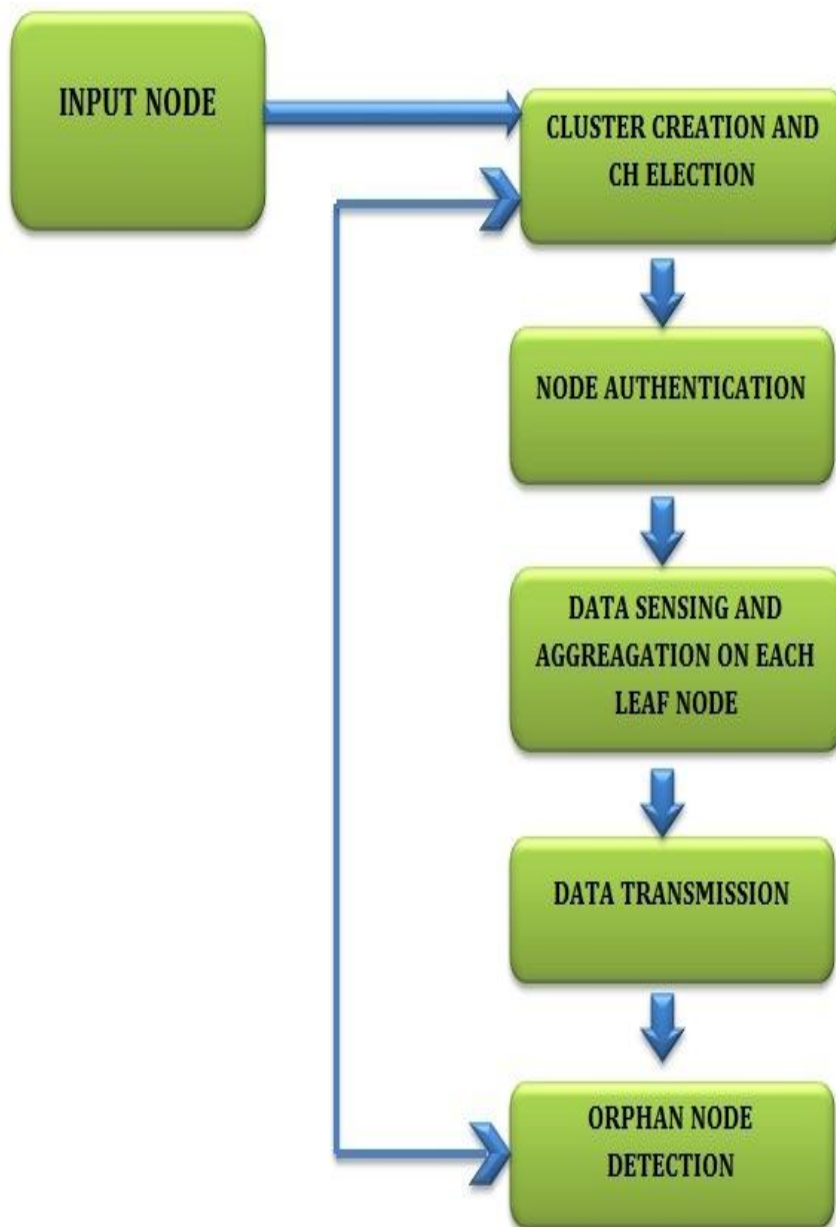 INPUT NODE
CLUSTER CREATION AND
CH ELECTION
NODE AUTHENTICATION
DATA SENSING AND
AGGREAGATION ON EACH
LEAF NODE
DATA TRANSMISSION
ORPHAN NODE
DETECTION